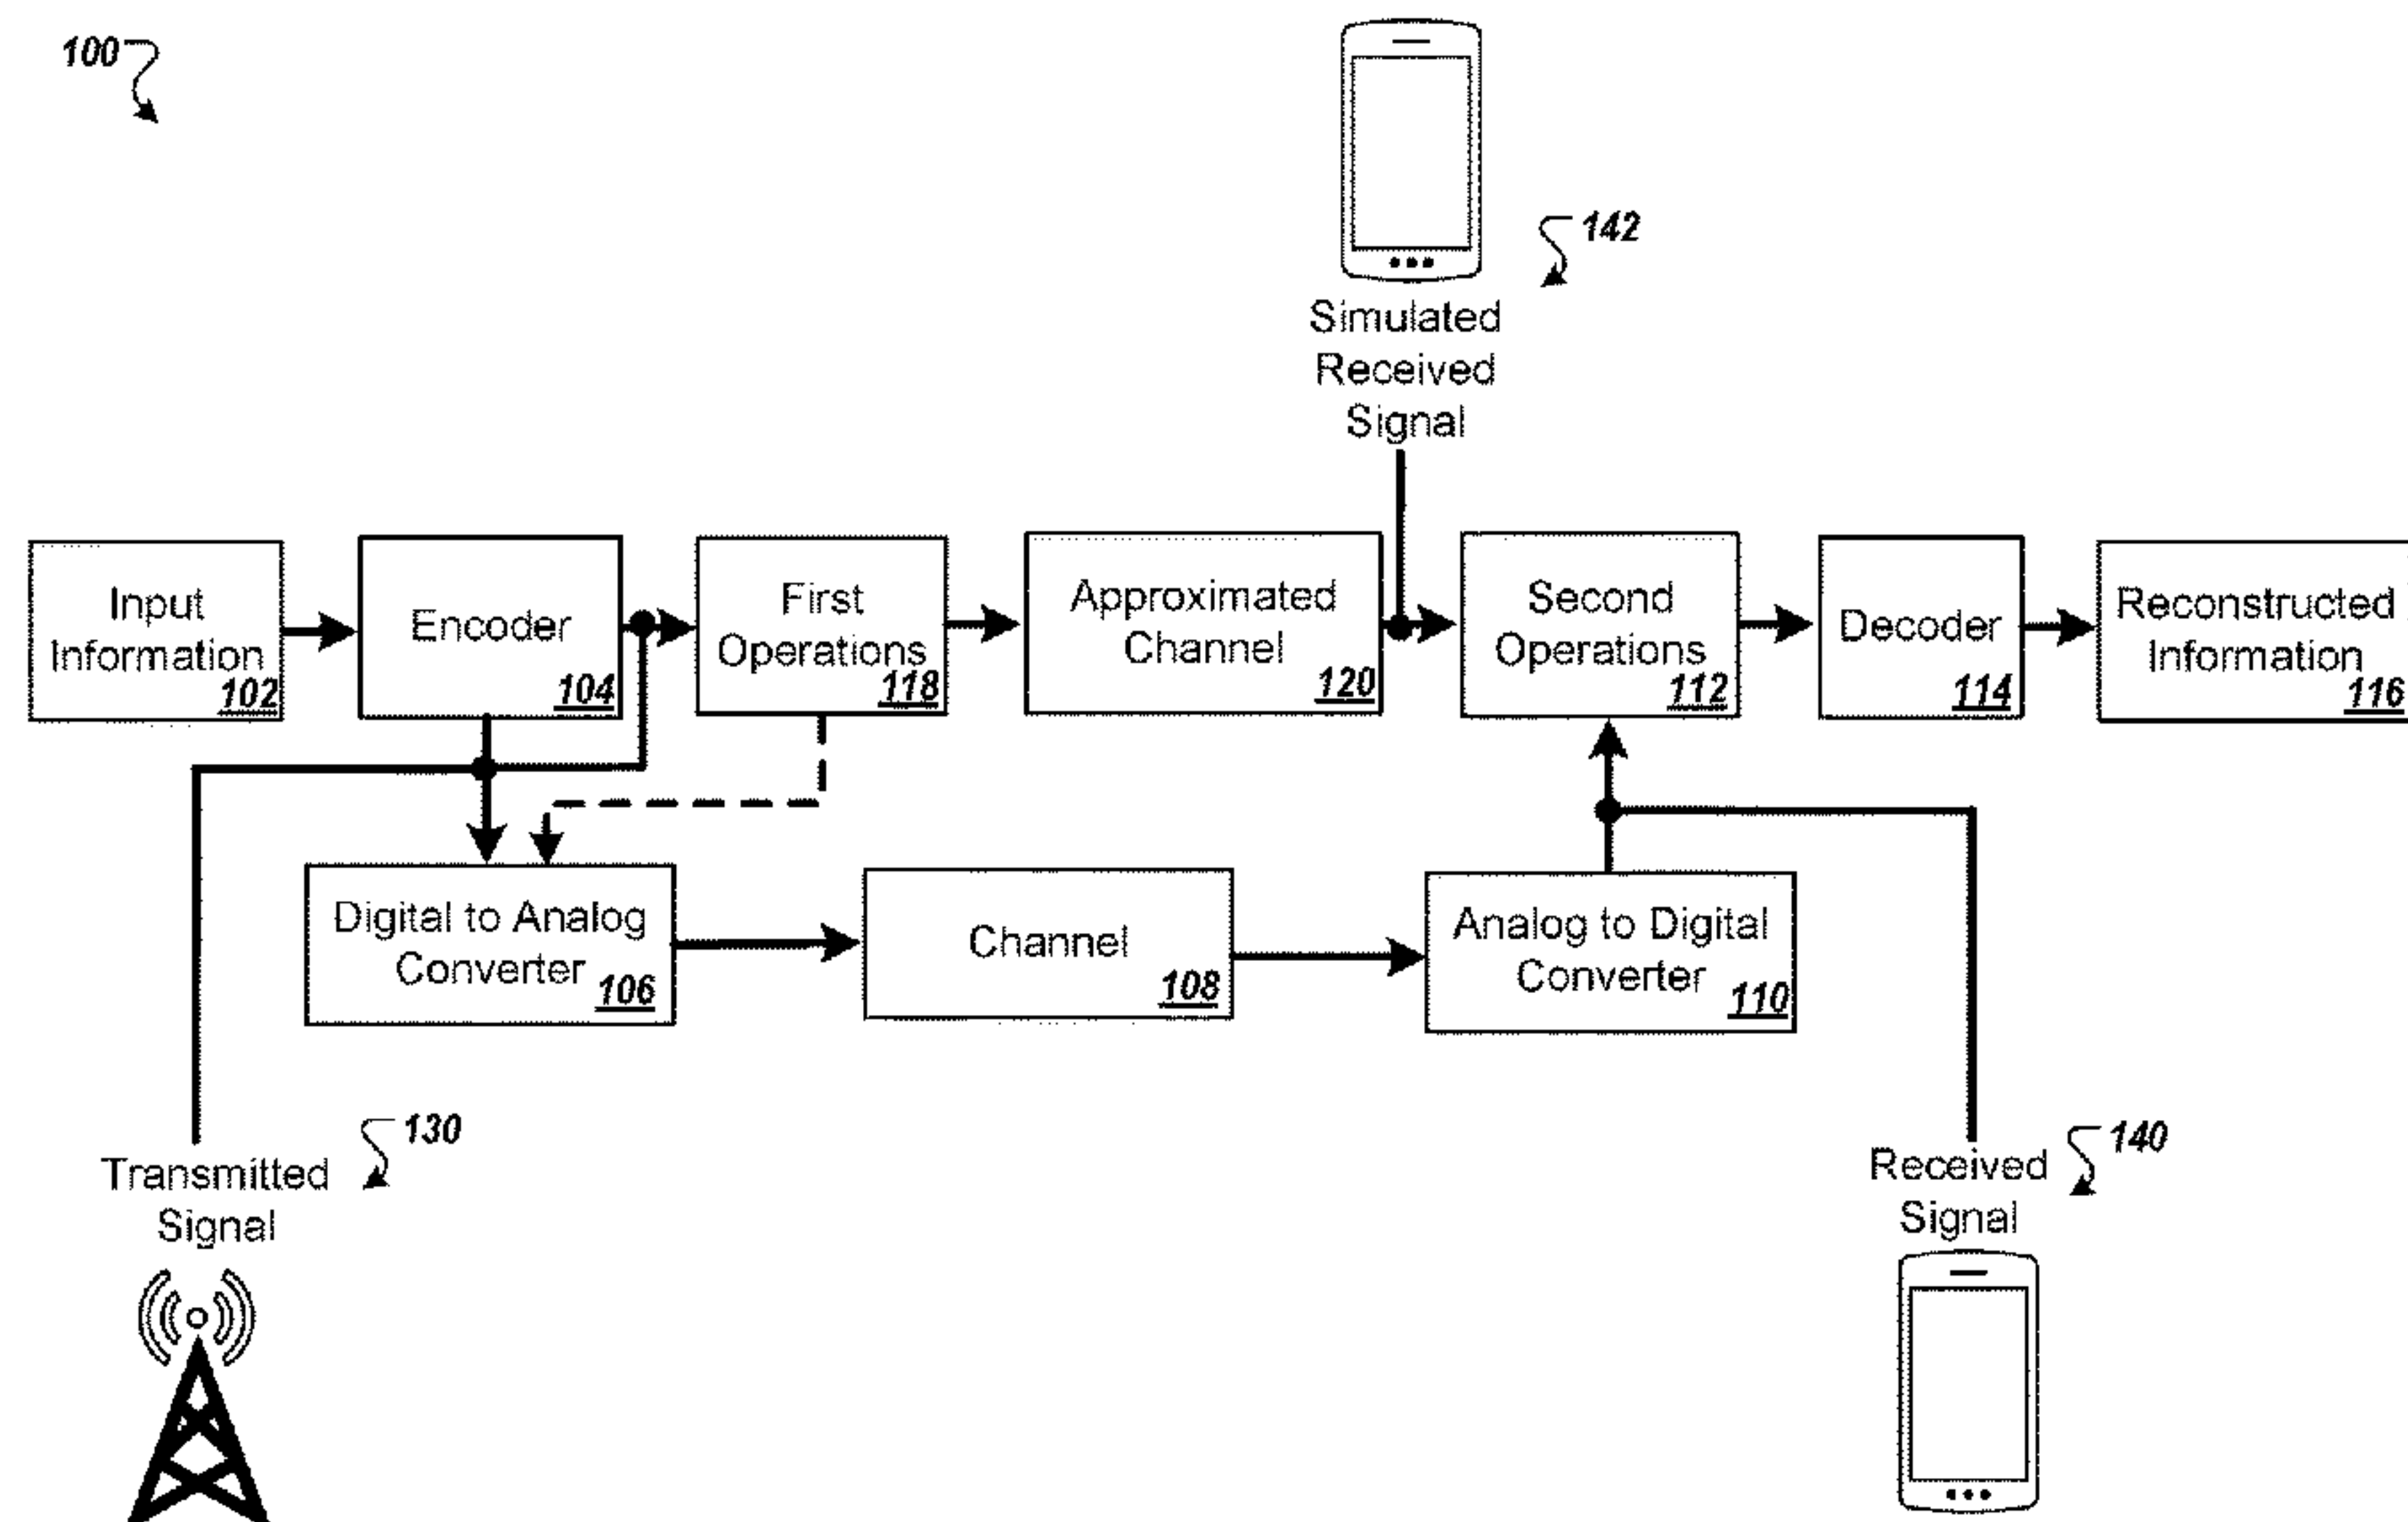 100
142
Simulated
Received
Signal
Input
Information
102
Encoder
104
First
Operations
118
Approximated
Channel
120
Second
Operations
112
Decoder
114
Reconstructed
Information
116
Digital to Analog
Converter
106
Channel
108
Analog to Digital
Converter
110
Transmitted
Signal
130
Received
Signal
140